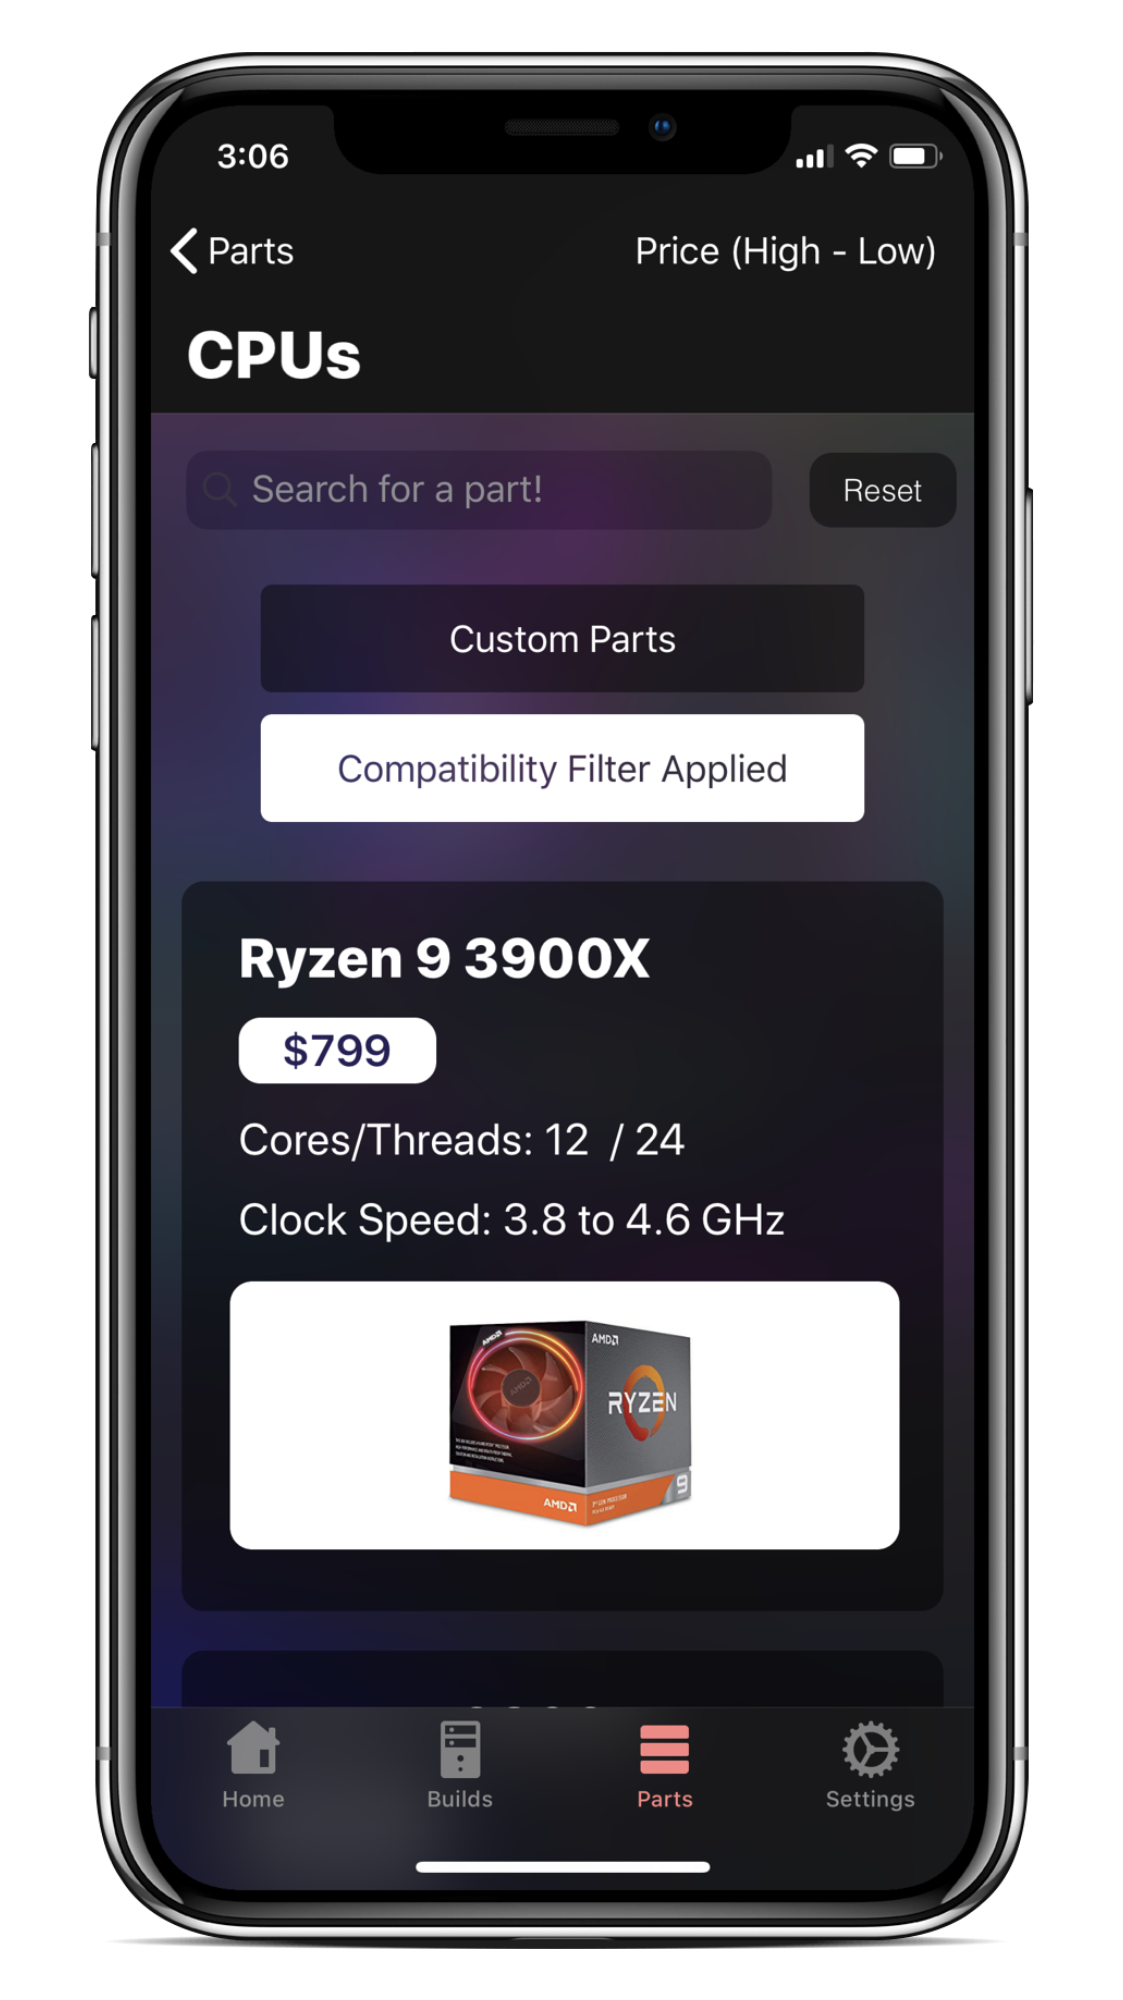 3:06
Parts
Price (High - Low)
CPUs
Search for a part!
Reset
Custom Parts
Compatibility Filter Applied
Ryzen 9 3900X
$799
Cores/Threads: 12 / 24
Clock Speed: 3.8 to 4.6 GHz
AMD
AMD
AMD
RYZEN
9
AMD
Home
Builds
Parts
Settings